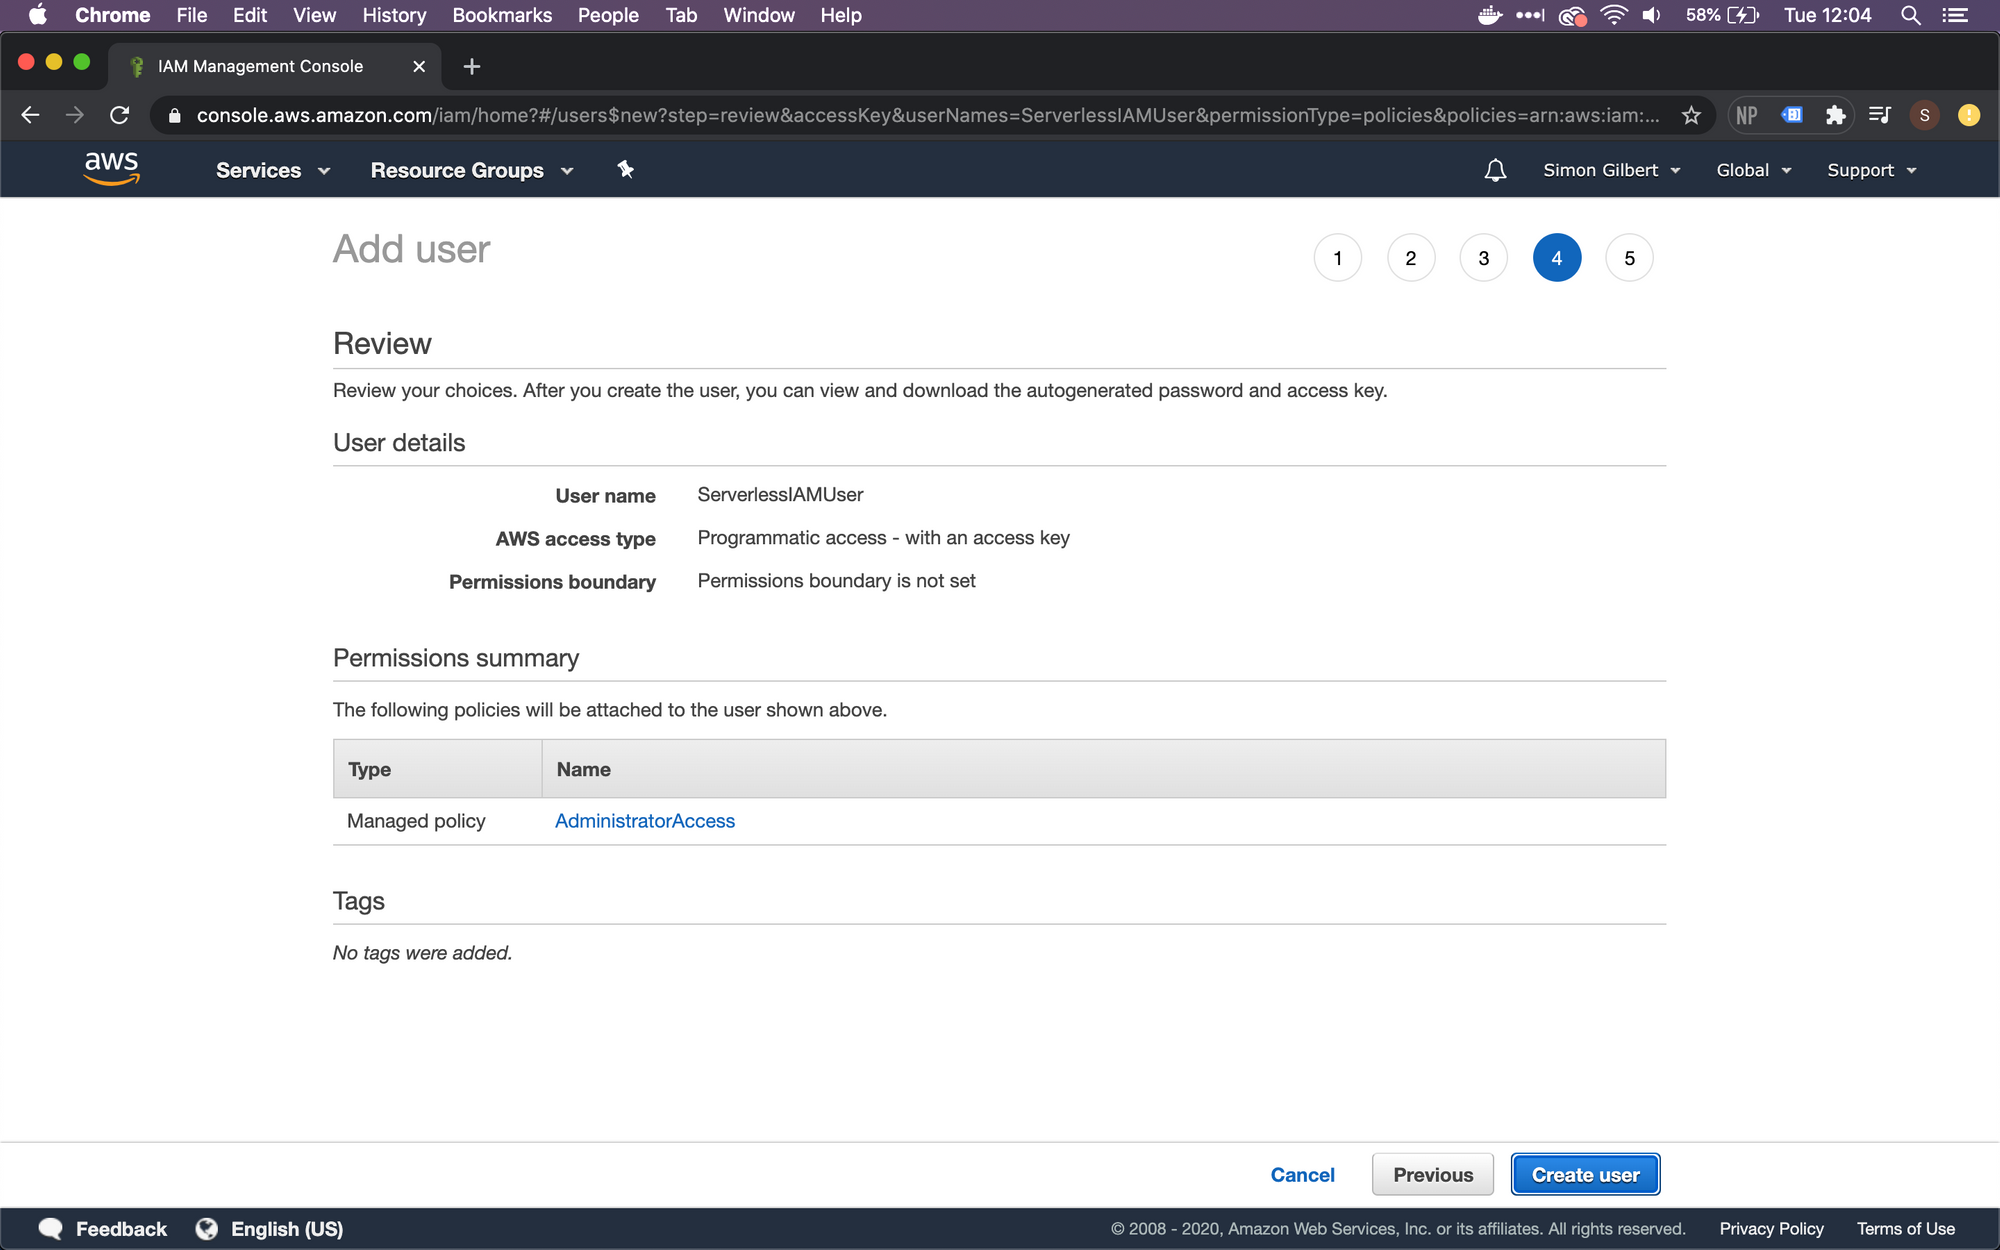 Chrome File Edit View History Bookmarks People Tab Window Help 58% Tue 12:04
IAM Management Console
console.aws.amazon.com/iam/home?#/users$new?step=review&accessKey&userNames=ServerlessIAMUser&permissionType=policies&policies=arn:aws:iam:... NP S
aws Services Resource Groups Simon Gilbert Global Support
Add user 1 2 3 4 5
Review
Review your choices. After you create the user, you can view and download the autogenerated password and access key.
User details
User name ServerlessIAMUser
AWS access type Programmatic access - with an access key
Permissions boundary Permissions boundary is not set
Permissions summary
The following policies will be attached to the user shown above.
Type Name
Managed policy AdministratorAccess
Tags
No tags were added.
Cancel Previous Create user
Feedback English (US) © 2008 - 2020, Amazon Web Services, Inc. or its affiliates. All rights reserved. Privacy Policy Terms of Use